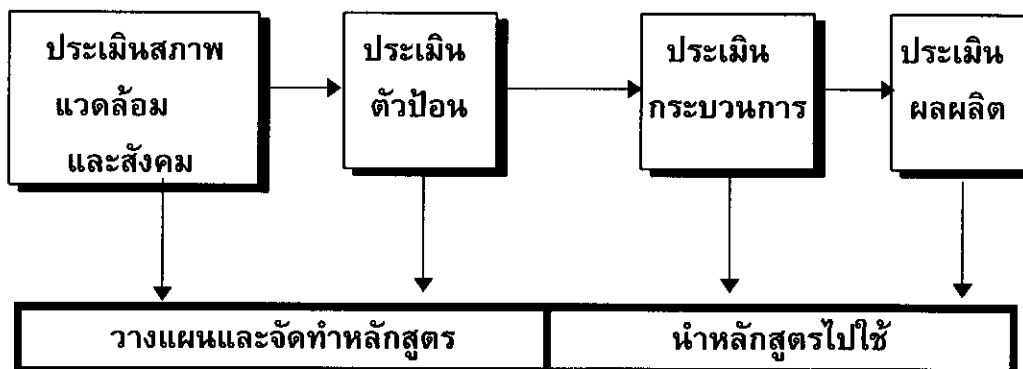 ประเมินสภาพ
แวดล้อม
และสังคม
ประเมิน
ตัวป้อน
ประเมิน
กระบวนการ
ประเมิน
ผลผลิต
วางแผนและจัดทำหลักสูตร
นำหลักสูตรไปใช้